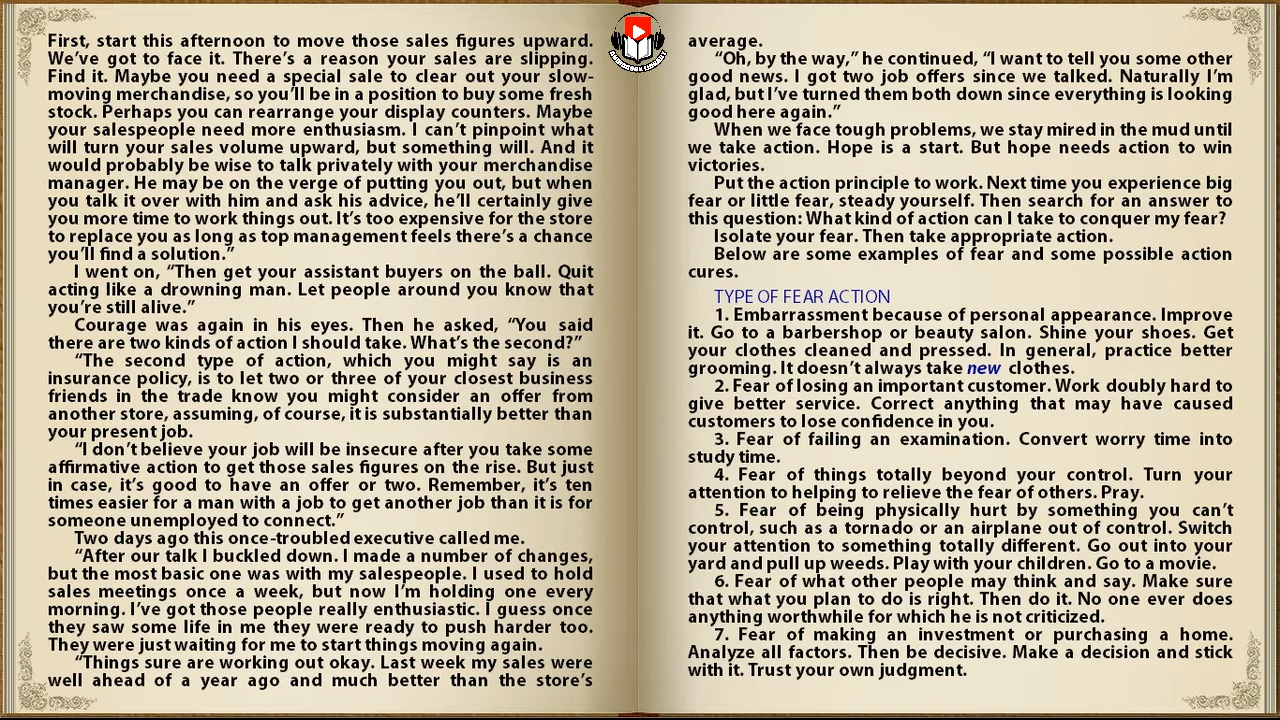 First, start this afternoon to move those sales figures upward.
We've got to face it. There's a reason your sales are slipping.
Find it. Maybe you need a special sale to clear out your slow-
moving merchandise, so you'll be in a position to buy some fresh
stock. Perhaps you can rearrange your display counters. Maybe
your salespeople need more enthusiasm. I can't pinpoint what
will turn your sales volume upward, but something will. And it
would probably be wise to talk privately with your merchandise
manager. He may be on the verge of putting you out, but when
you talk it over with him and ask his advice, he'll certainly give
you more time to work things out. It's too expensive for the store
to replace you as long as top management feels there's a chance
you'll find a solution.”
I went on, “Then get your assistant buyers on the ball. Quit
acting like a drowning man. Let people around you know that
you're still alive.”
Courage was again in his eyes. Then he asked, “You said
there are two kinds of action I should take. What's the second?”
“The second type of action, which you might say is an
insurance policy, is to let two or three of your closest business
friends in the trade know you might consider an offer from
another store, assuming, of course, it is substantially better than
your present job.
“I don't believe your job will be insecure after you take some
affirmative action to get those sales figures on the rise. But just
in case, it's good to have an offer or two. Remember, it's ten
times easier for a man with a job to get another job than it is for
someone unemployed to connect.”
Two days ago this once-troubled executive called me.
“After our talk I buckled down. I made a number of changes,
but the most basic one was with my salespeople. I used to hold
sales meetings once a week, but now I'm holding one every
morning. I've got those people really enthusiastic. I guess once
they saw some life in me they were ready to push harder too.
They were just waiting for me to start things moving again.
“Things sure are working out okay. Last week my sales were
well ahead of a year ago and much better than the store's
average.
“Oh, by the way,” he continued, “I want to tell you some other
good news. I got two job offers since we talked. Naturally I'm
glad, but I've turned them both down since everything is looking
good here again.”
When we face tough problems, we stay mired in the mud until
we take action. Hope is a start. But hope needs action to win
victories.
Put the action principle to work. Next time you experience big
fear or little fear, steady yourself. Then search for an answer to
this question: What kind of action can I take to conquer my fear?
Isolate your fear. Then take appropriate action.
Below are some examples of fear and some possible action
cures.
TYPE OF FEAR ACTION
1. Embarrassment because of personal appearance. Improve
it. Go to a barbershop or beauty salon. Shine your shoes. Get
your clothes cleaned and pressed. In general, practice better
grooming. It doesn't always take new clothes.
2. Fear of losing an important customer. Work doubly hard to
give better service. Correct anything that may have caused
customers to lose confidence in you.
3. Fear of failing an examination. Convert worry time into
study time.
4. Fear of things totally beyond your control. Turn your
attention to helping to relieve the fear of others. Pray.
5. Fear of being physically hurt by something you can't
control, such as a tornado or an airplane out of control. Switch
your attention to something totally different. Go out into your
yard and pull up weeds. Play with your children. Go to a movie.
6. Fear of what other people may think and say. Make sure
that what you plan to do is right. Then do it. No one ever does
anything worthwhile for which he is not criticized.
7. Fear of making an investment or purchasing a home.
Analyze all factors. Then be decisive. Make a decision and stick
with it. Trust your own judgment.